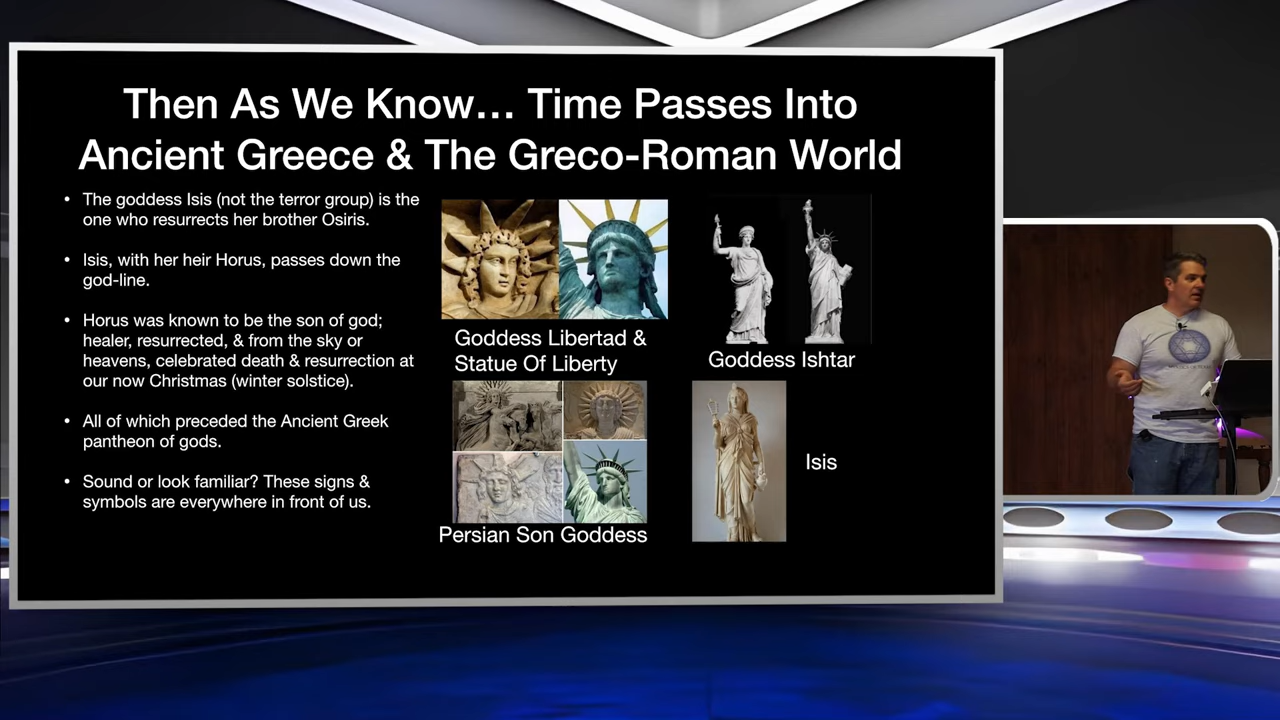 Then As We Know... Time Passes Into
Ancient Greece & The Greco-Roman World
• The goddess Isis (not the terror group) is the
one who resurrects her brother Osiris.
• Isis, with her heir Horus, passes down the
god-line.
• Horus was known to be the son of god;
healer, resurrected, & from the sky or
heavens, celebrated death & resurrection at
our now Christmas (winter solstice).
• All of which preceded the Ancient Greek
pantheon of gods.
• Sound or look familiar? These signs &
symbols are everywhere in front of us.
Goddess Libertad &
Statue Of Liberty
Goddess Ishtar
Persian Son Goddess
Isis